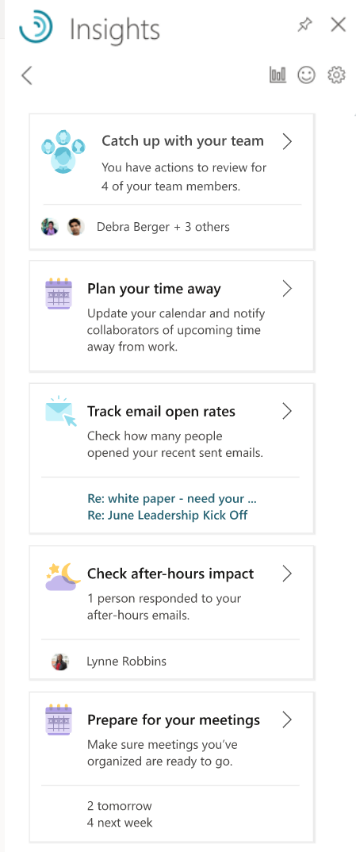 Insights
Catch up with your team
You have actions to review for
4 of your team members.
Debra Berger + 3 others
Plan your time away
Update your calendar and notify
collaborators of upcoming time
away from work.
Track email open rates
Check how many people
opened your recent sent emails.
Re: white paper - need your ...
Re: June Leadership Kick Off
Check after-hours impact
1 person responded to your
after-hours emails.
Lynne Robbins
Prepare for your meetings
Make sure meetings you've
organized are ready to go.
2 tomorrow
4 next week